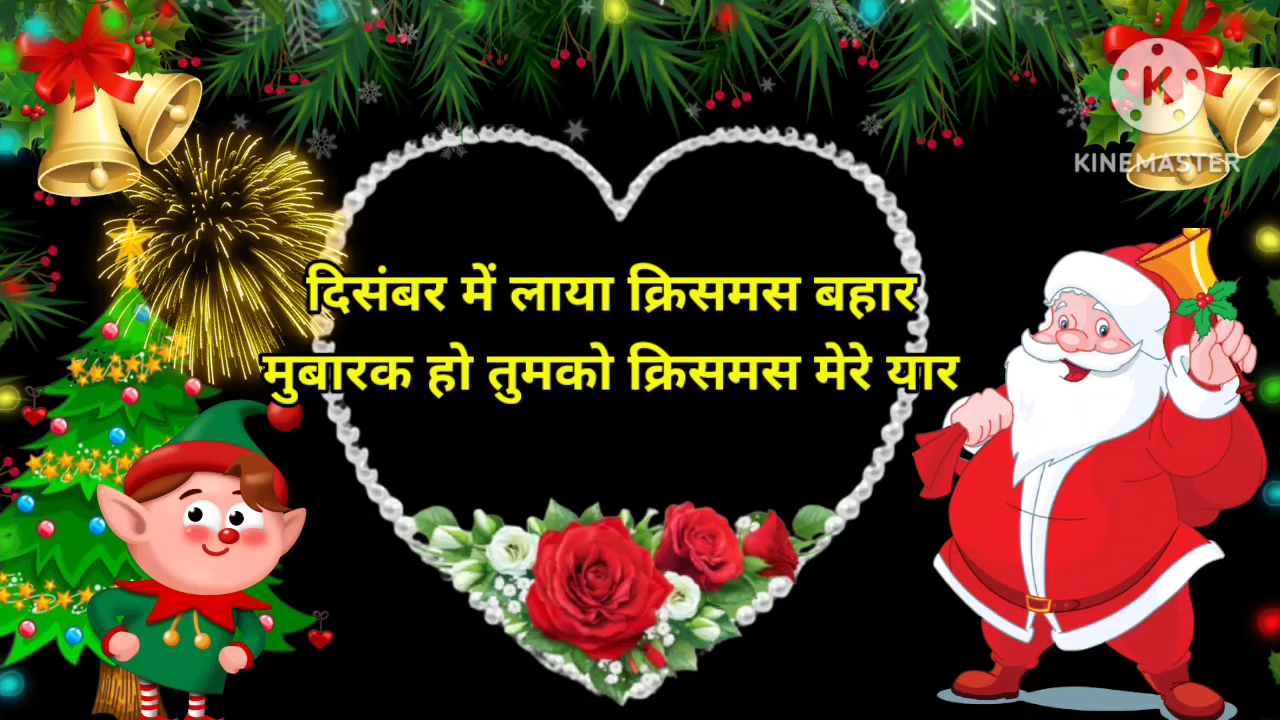 K
KINEMASTER
दिसंबर में लाया क्रिसमस बहार
मुबारक हो तुमको क्रिसमस मेरे यार